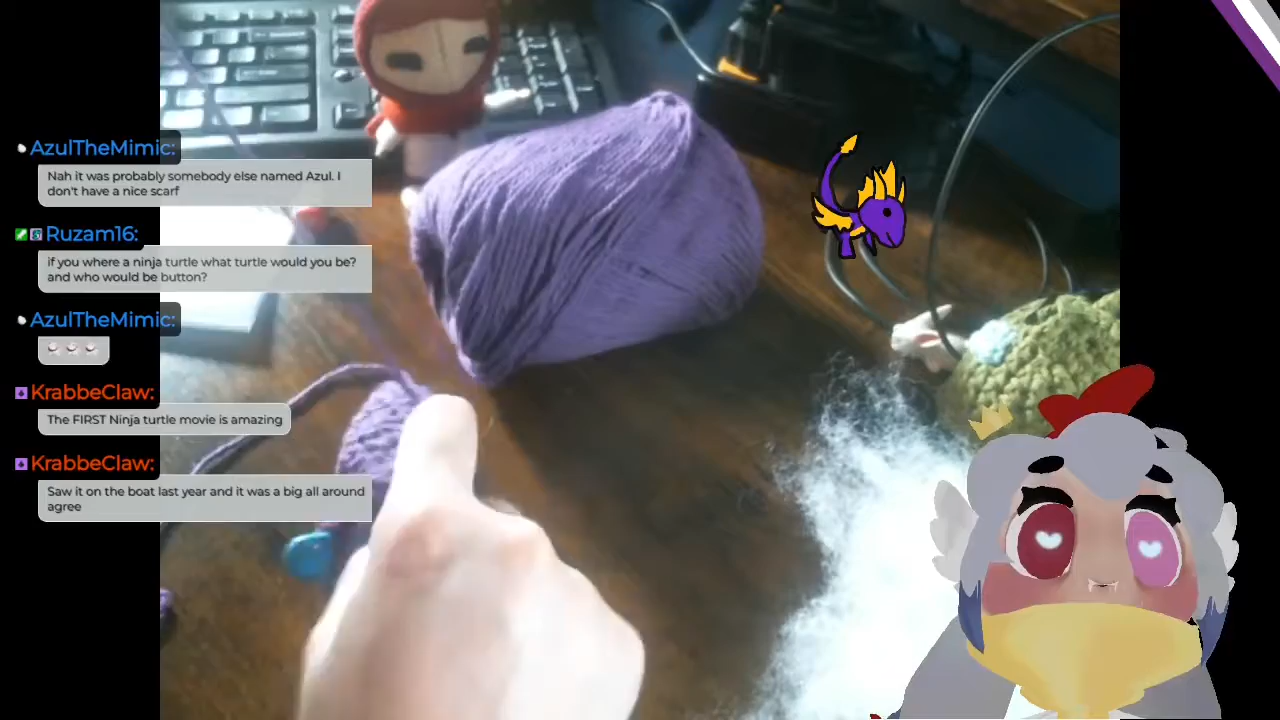 AzulTheMimic:
Nah it was probably somebody else named Azul. I
don't have a nice scarf
Ruzam16:
if you where a ninja turtle what turtle would you be?
and who would be button?
AzulTheMimic:
KrabbeClaw:
The FIRST Ninja turtle movie is amazing
KrabbeClaw:
Saw it on the boat last year and it was a big all around
agree